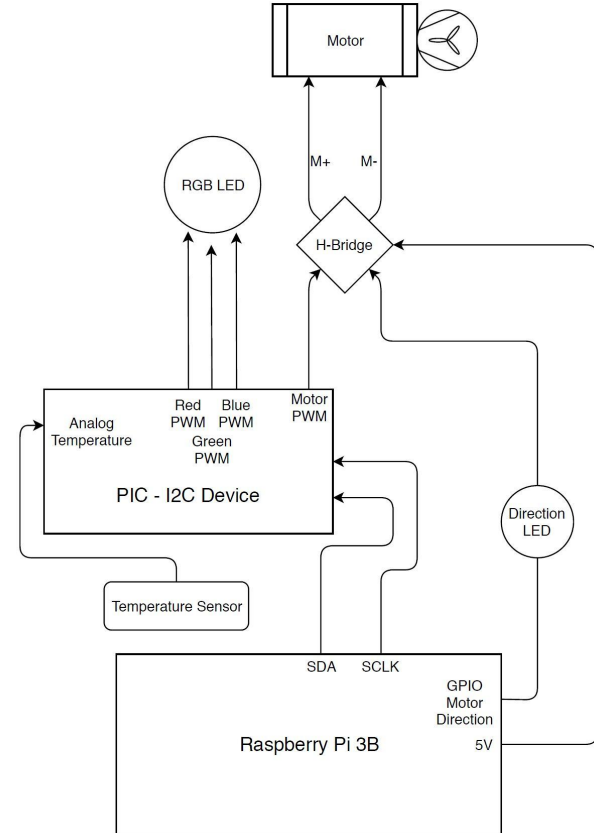 Motor
M+
M-
RGB LED
H-Bridge
Analog
Temperature
Red
PWM
Green
PWM
Blue
PWM
Motor
PWM
PIC - I2C Device
Direction
LED
Temperature Sensor
SDA
SCLK
GPIO
Motor
Direction
5V
Raspberry Pi 3B